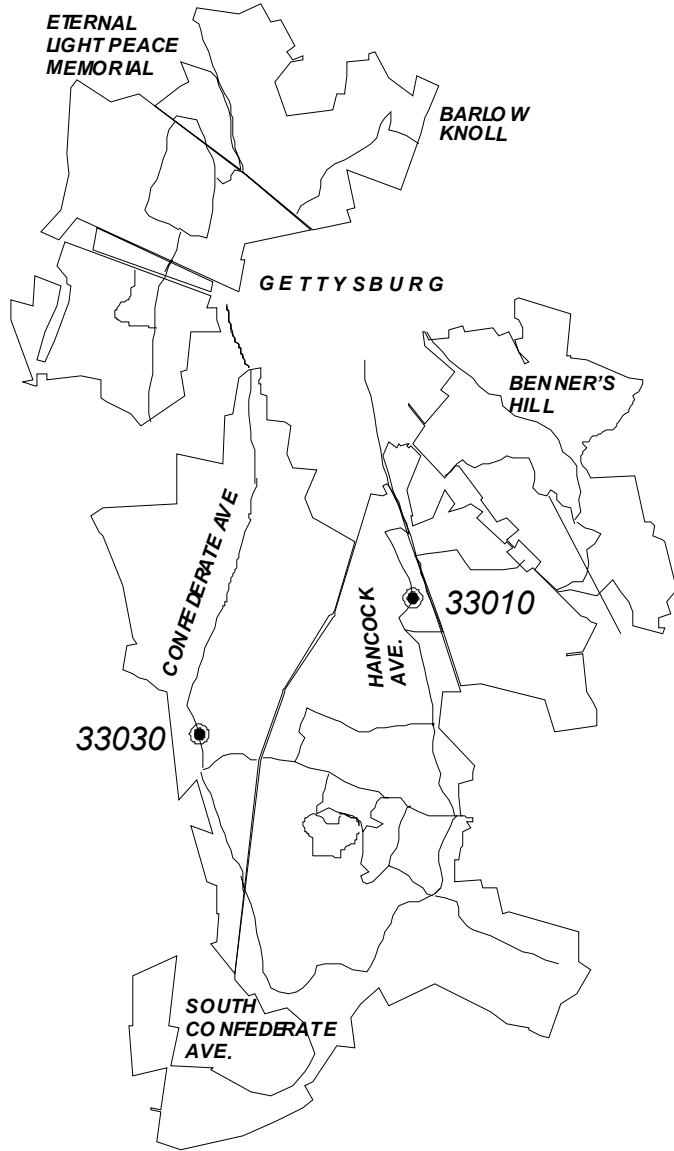 ETERNAL
LIGHT PEACE
MEMORIAL
BARLOW
KNOLL
GETTYSBURG
BENNER'S
HILL
CONFEDERATE AVE
HANCOCK
AVE.
33010
33030
SOUTH
CONFEDERATE
AVE.